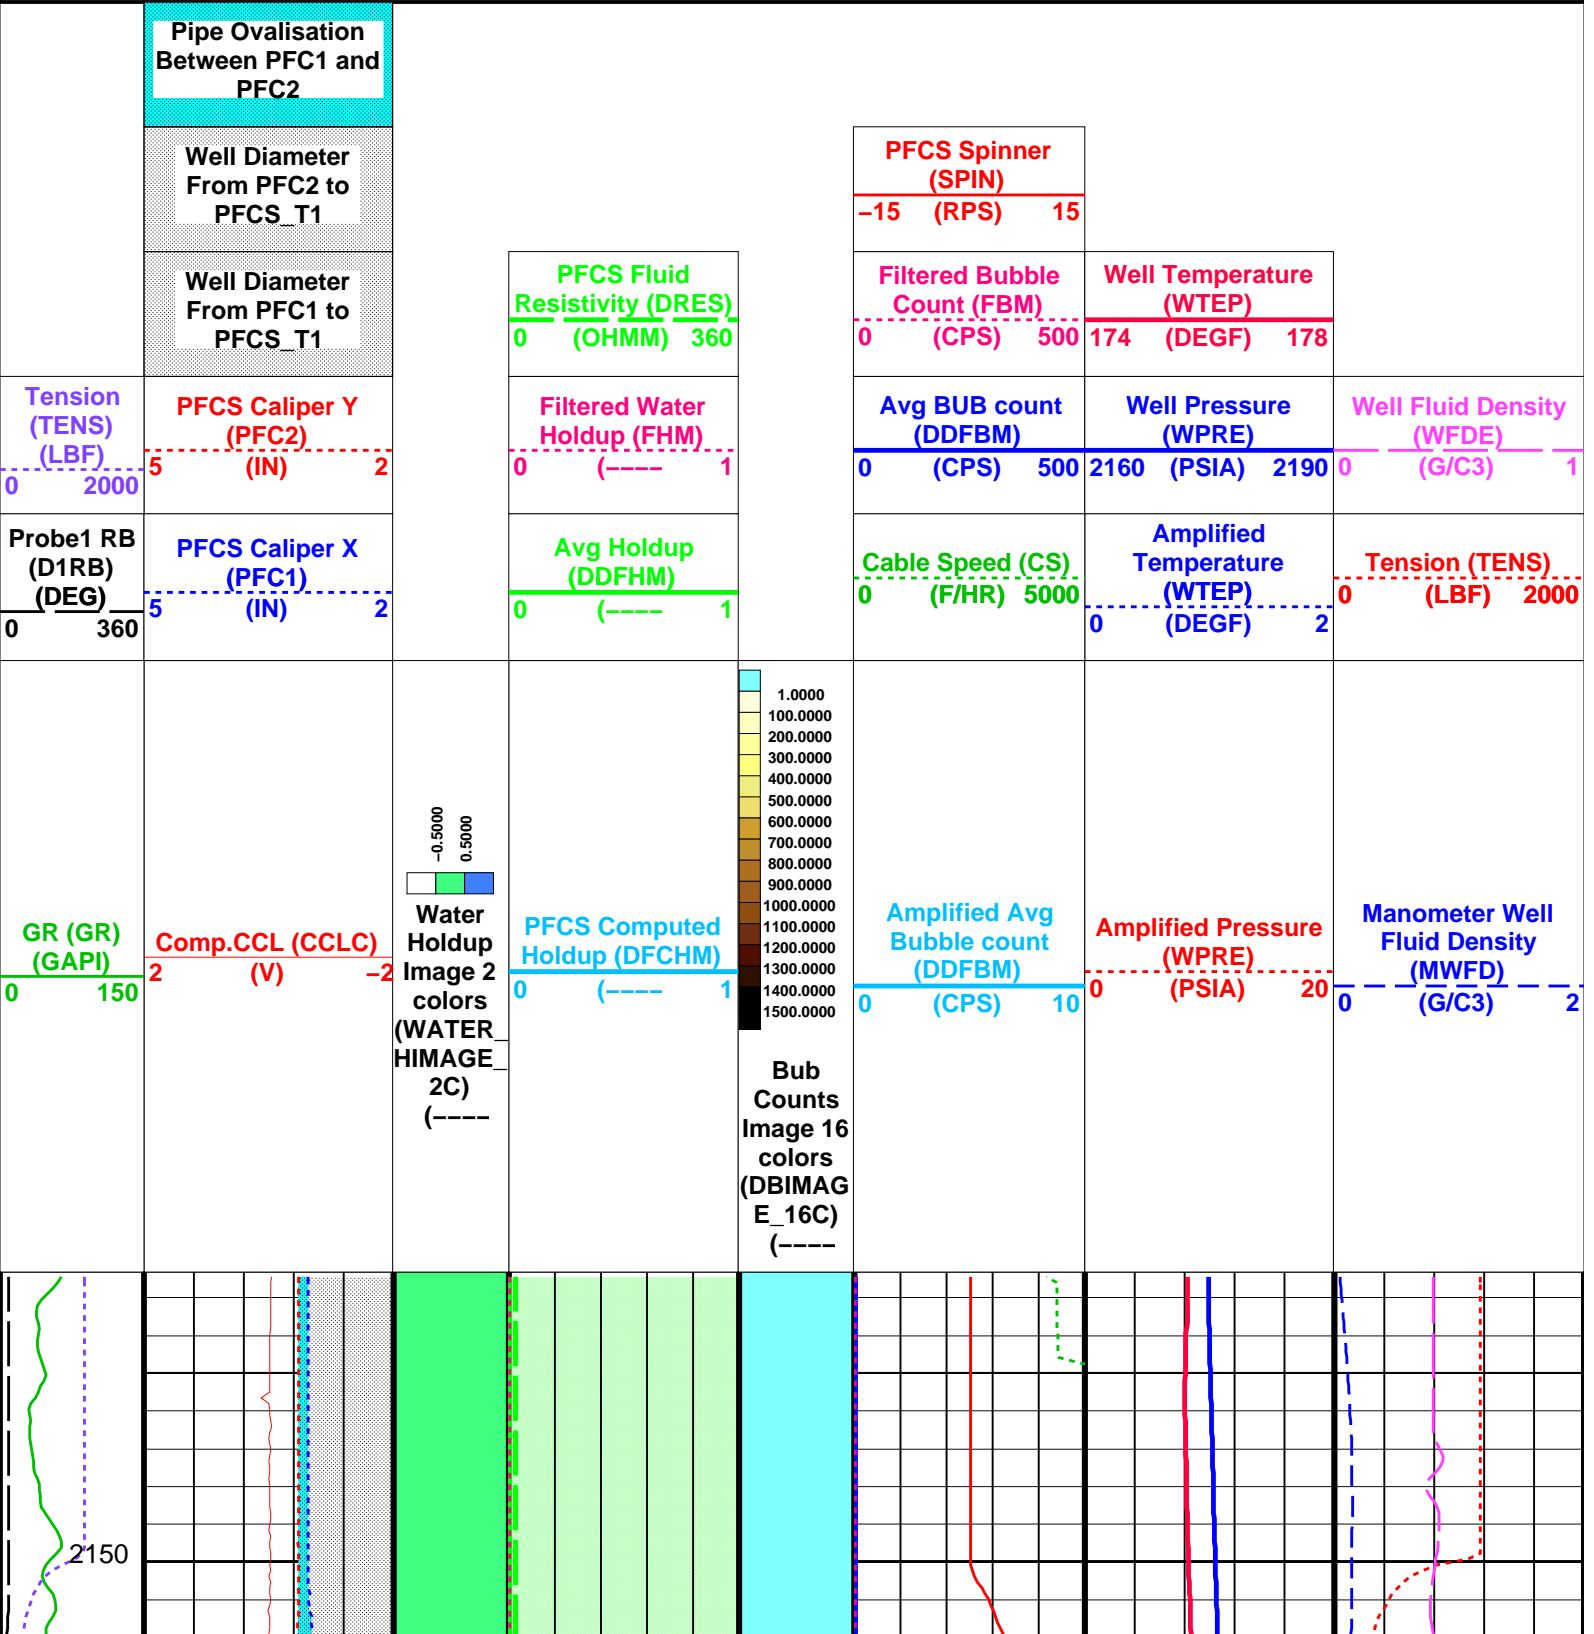 Pipe Ovalisation
Between PFC1 and
PFC2
Well Diameter
From PFC2 to
PFCS_T1
PFCS Spinner
(SPIN)
−15 (RPS) 15
Well Diameter
From PFC1 to
PFCS_T1
PFCS Fluid
Resistivity (DRES)
0 (OHMM) 360
Filtered Bubble
Count (FBM)
0 (CPS) 500
Well Temperature
(WTEP)
174 (DEGF) 178
Tension
(TENS)
(LBF)
0 2000
PFCS Caliper Y
(PFC2)
5 (IN) 2
Filtered Water
Holdup (FHM)
0 (−−−− 1
Avg BUB count
(DDFBM)
0 (CPS) 500
Well Pressure
(WPRE)
2160 (PSIA) 2190
Well Fluid Density
(WFDE)
0 (G/C3) 1
Probe1 RB
(D1RB)
(DEG)
0 360
PFCS Caliper X
(PFC1)
5 (IN) 2
Avg Holdup
(DDFHM)
0 (−−−− 1
Cable Speed (CS)
0 (F/HR) 5000
Amplified
Temperature
(WTEP)
0 (DEGF) 2
Tension (TENS)
0 (LBF) 2000
GR (GR)
(GAPI)
0 150
Comp.CCL (CCLC)
2 (V) −2
−0.5000
0.5000
Water
Holdup
Image 2
colors
(WATER_
HIMAGE_
2C)
(−−−−
PFCS Computed
Holdup (DFCHM)
0 (−−−− 1
1.0000
100.0000
200.0000
300.0000
400.0000
500.0000
600.0000
700.0000
800.0000
900.0000
1000.0000
1100.0000
1200.0000
1300.0000
1400.0000
1500.0000
Bub
Counts
Image 16
colors
(DBIMAG
E_16C)
(−−−−
Amplified Avg
Bubble count
(DDFBM)
0 (CPS) 10
Amplified Pressure
(WPRE)
0 (PSIA) 20
Manometer Well
Fluid Density
(MWFD)
0 (G/C3) 2
2150